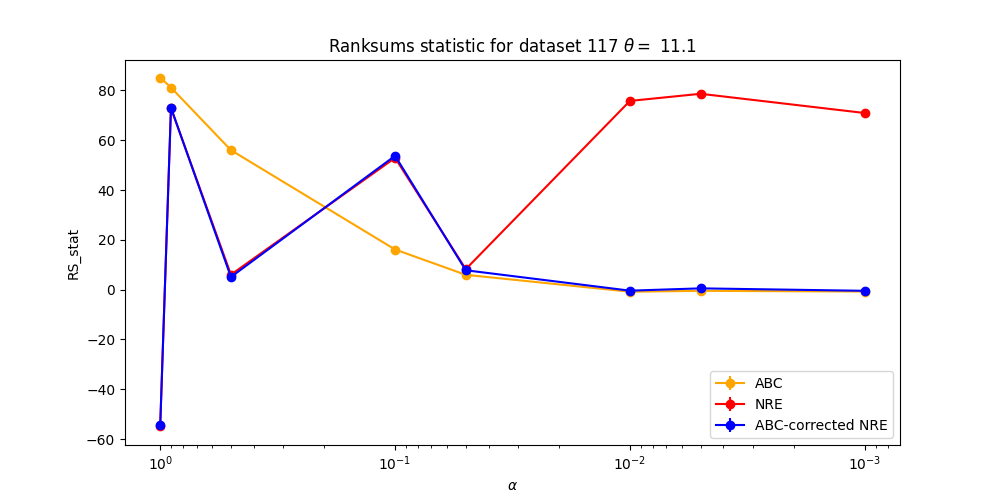 Ranksums statistic for dataset 117 θ = 11.1
RS_stat
80
60
40
20
0
−20
−40
−60
10⁰
10⁻¹
10⁻²
10⁻³
α
ABC
NRE
ABC-corrected NRE